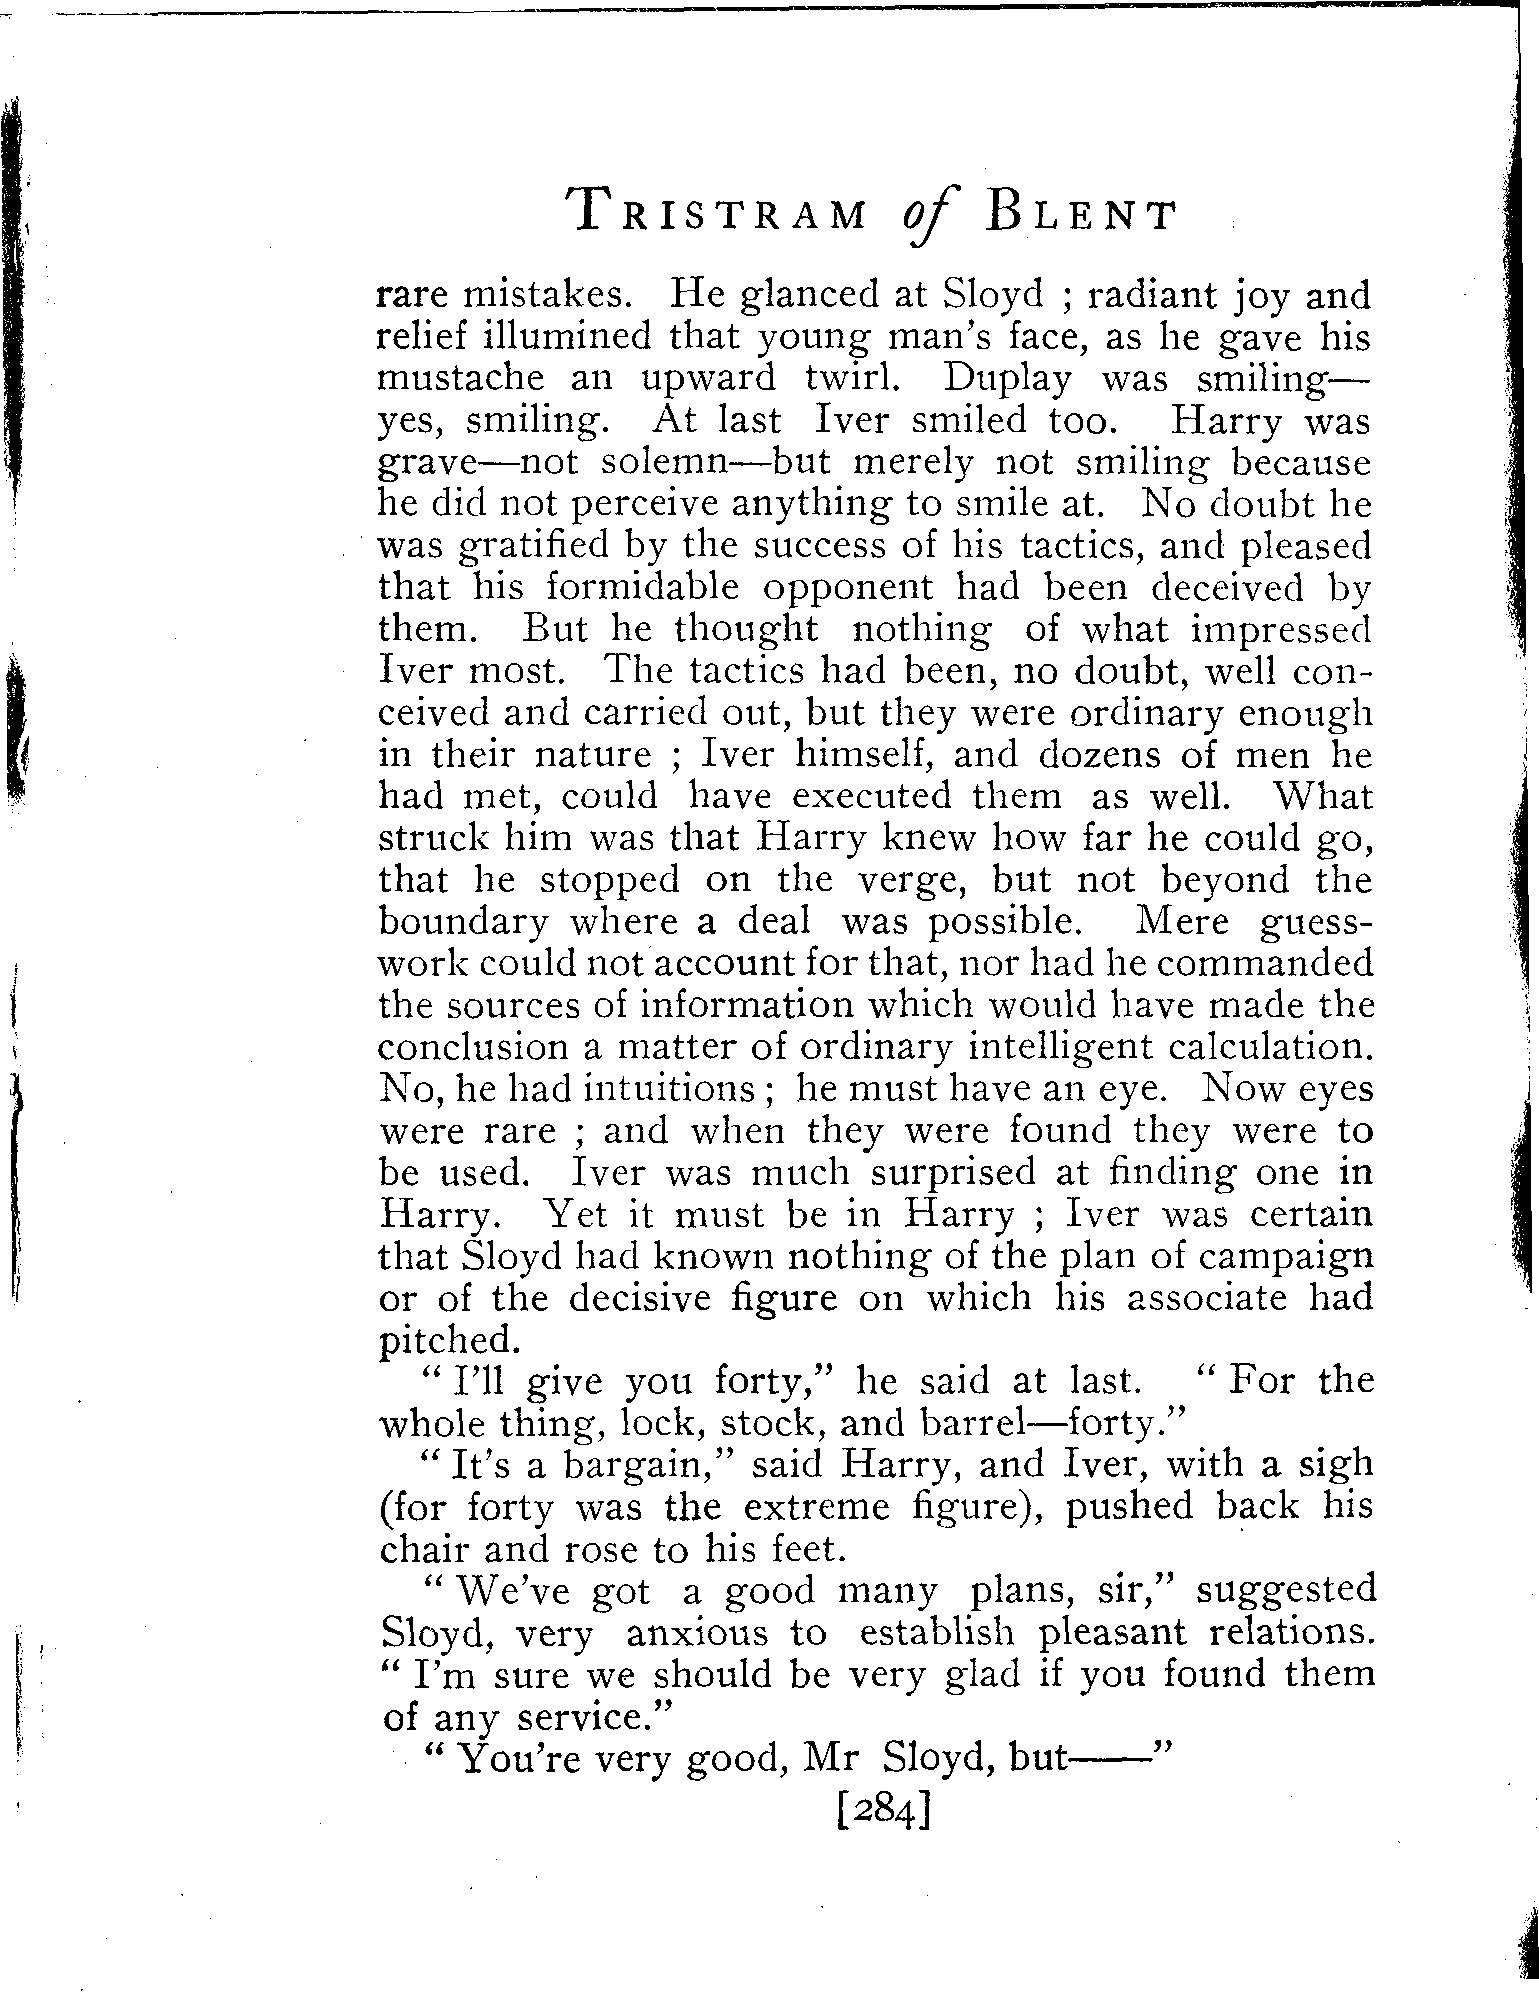 TRISTRAM of BLENT
rare mistakes. He glanced at Sloyd ; radiant joy and
relief illumined that young man's face, as he gave his
mustache an upward twirl. Duplay was smiling—
yes, smiling. At last Iver smiled too. Harry was
grave—not solemn—but merely not smiling because
he did not perceive anything to smile at. No doubt he
was gratified by the success of his tactics, and pleased
that his formidable opponent had been deceived by
them. But he thought nothing of what impressed
Iver most. The tactics had been, no doubt, well con-
ceived and carried out, but they were ordinary enough
in their nature ; Iver himself, and dozens of men he
had met, could have executed them as well. What
struck him was that Harry knew how far he could go,
that he stopped on the verge, but not beyond the
boundary where a deal was possible. Mere guess-
work could not account for that, nor had he commanded
the sources of information which would have made the
conclusion a matter of ordinary intelligent calculation.
No, he had intuitions ; he must have an eye. Now eyes
were rare ; and when they were found they were to
be used. Iver was much surprised at finding one in
Harry. Yet it must be in Harry ; Iver was certain
that Sloyd had known nothing of the plan of campaign
or of the decisive figure on which his associate had
pitched.
“ I'll give you forty,” he said at last. “ For the
whole thing, lock, stock, and barrel—forty.”
“ It's a bargain,” said Harry, and Iver, with a sigh
(for forty was the extreme figure), pushed back his
chair and rose to his feet.
“ We've got a good many plans, sir,” suggested
Sloyd, very anxious to establish pleasant relations.
“ I'm sure we should be very glad if you found them
of any service.”
“ You're very good, Mr Sloyd, but——”
[284]